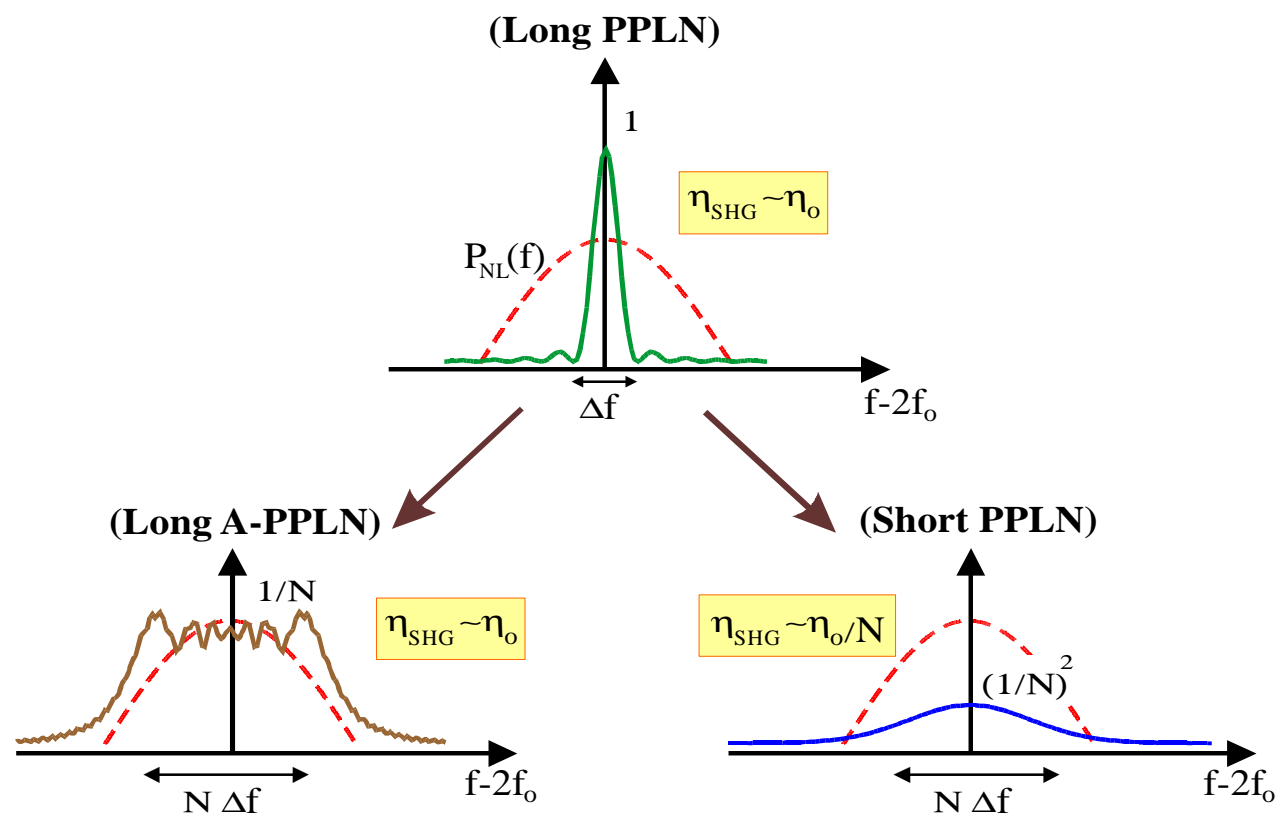 (Long PPLN)
1
η_SHG ~η_o
P_NL(f)
Δf
f-2f_o
(Long A-PPLN)
1/N
η_SHG ~η_o
N Δf
f-2f_o
(Short PPLN)
η_SHG ~η_o/N
(1/N)²
N Δf
f-2f_o